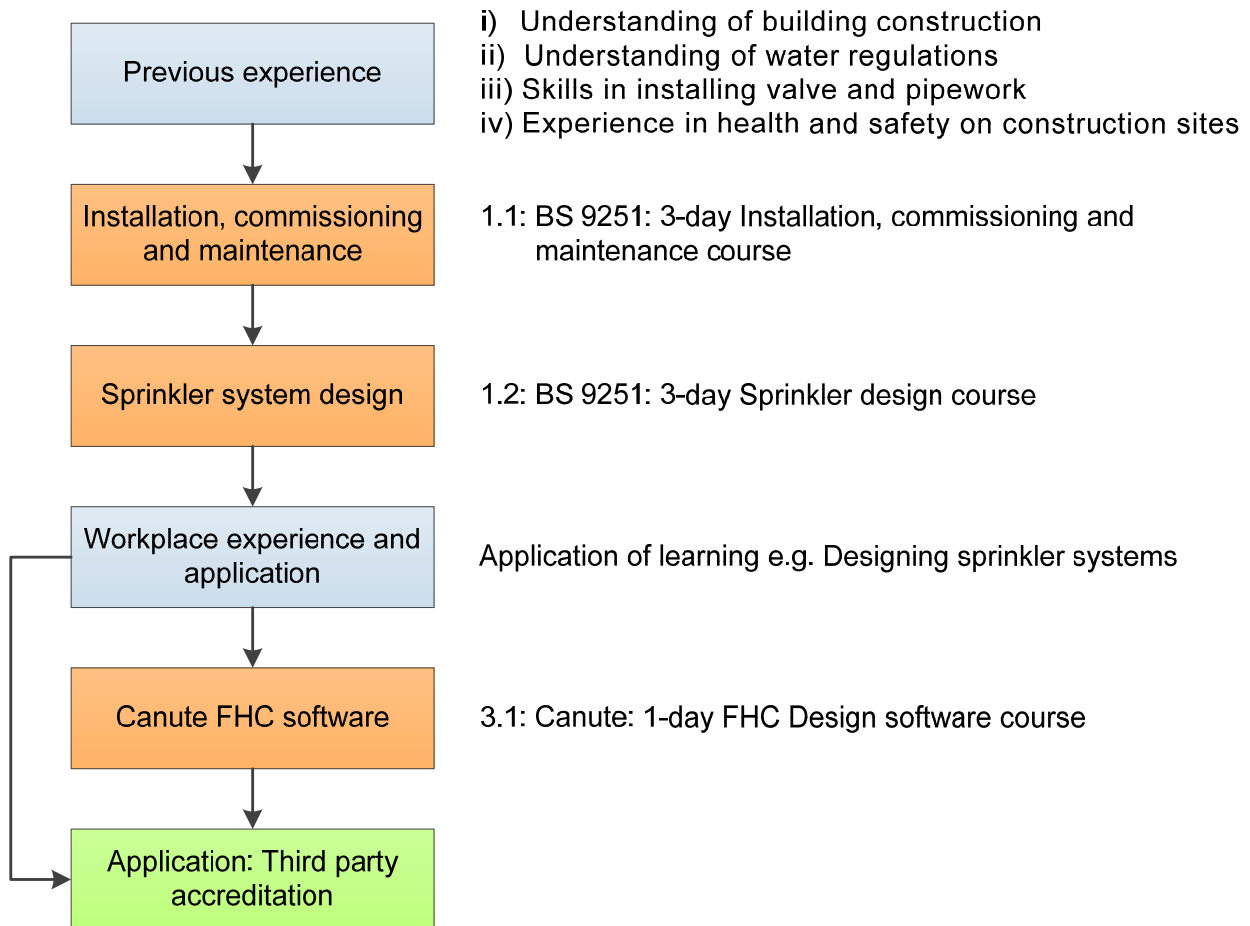 Previous experience
i) Understanding of building construction
ii) Understanding of water regulations
iii) Skills in installing valve and pipework
iv) Experience in health and safety on construction sites
Installation, commissioning
and maintenance
1.1: BS 9251: 3-day Installation, commissioning and
maintenance course
Sprinkler system design
1.2: BS 9251: 3-day Sprinkler design course
Workplace experience and
application
Application of learning e.g. Designing sprinkler systems
Canute FHC software
3.1: Canute: 1-day FHC Design software course
Application: Third party
accreditation